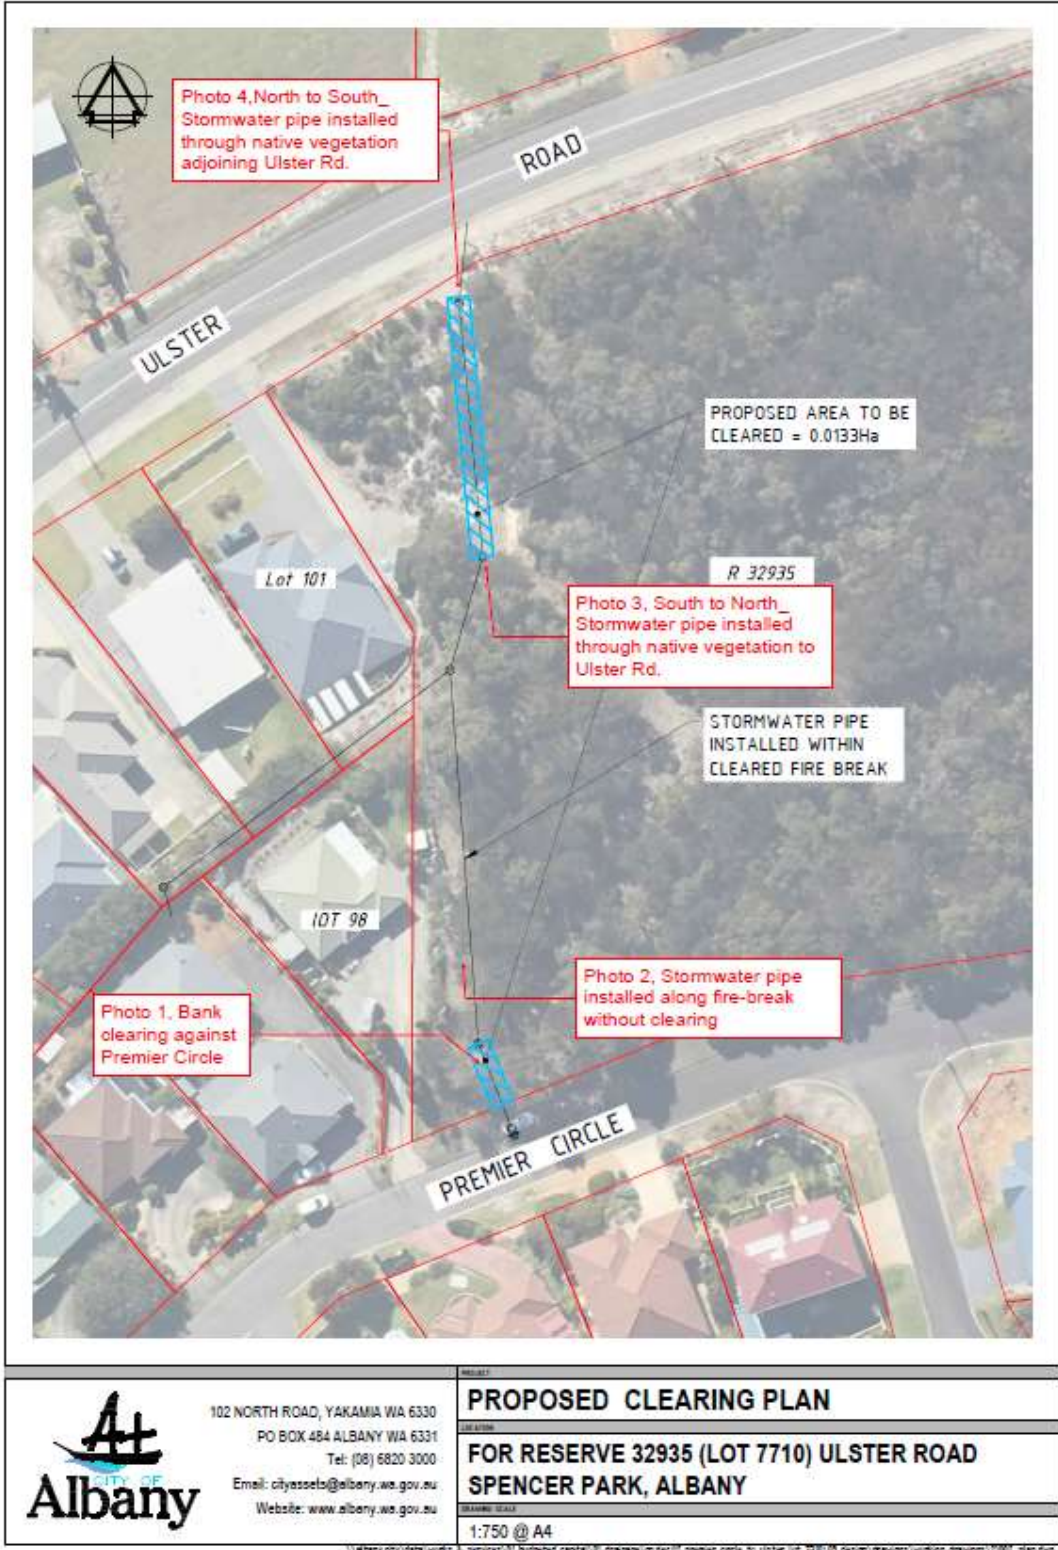 Photo 4,North to South_
Stormwater pipe installed
through native vegetation
adjoining Ulster Rd.
ROAD
ULSTER
PROPOSED AREA TO BE
CLEARED = 0.0133Ha
R 32935
Lot 101
Photo 3, South to North_
Stormwater pipe installed
through native vegetation to
Ulster Rd.
STORMWATER PIPE
INSTALLED WITHIN
CLEARED FIRE BREAK
lOT 98
Photo 2, Stormwater pipe
installed along fire-break
without clearing
Photo 1, Bank
clearing against
Premier Circle
PREMIER CIRCLE
CITY OF
Albany
102 NORTH ROAD, YAKAMIA WA 6330
PO BOX 484 ALBANY WA 6331
Tel: (08) 6820 3000
Email: cityassets@albany.wa.gov.au
Website: www.albany.wa.gov.au
PROJECT
PROPOSED CLEARING PLAN
LOCATION
FOR RESERVE 32935 (LOT 7710) ULSTER ROAD
SPENCER PARK, ALBANY
DRAWING SCALE
1:750 @ A4